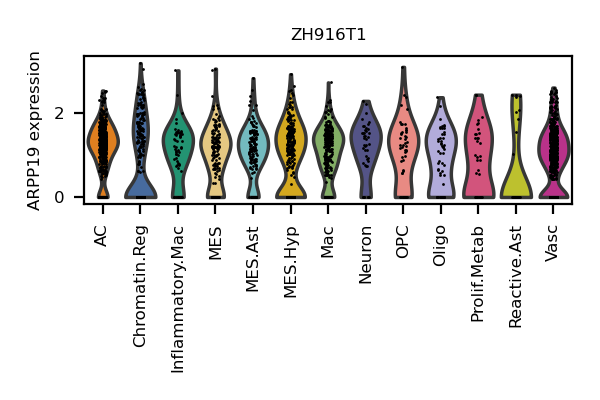 ZH916T1
ARPP19 expression
2
0
AC
Chromatin.Reg
Inflammatory.Mac
MES
MES.Ast
MES.Hyp
Mac
Neuron
OPC
Oligo
Prolif.Metab
Reactive.Ast
Vasc